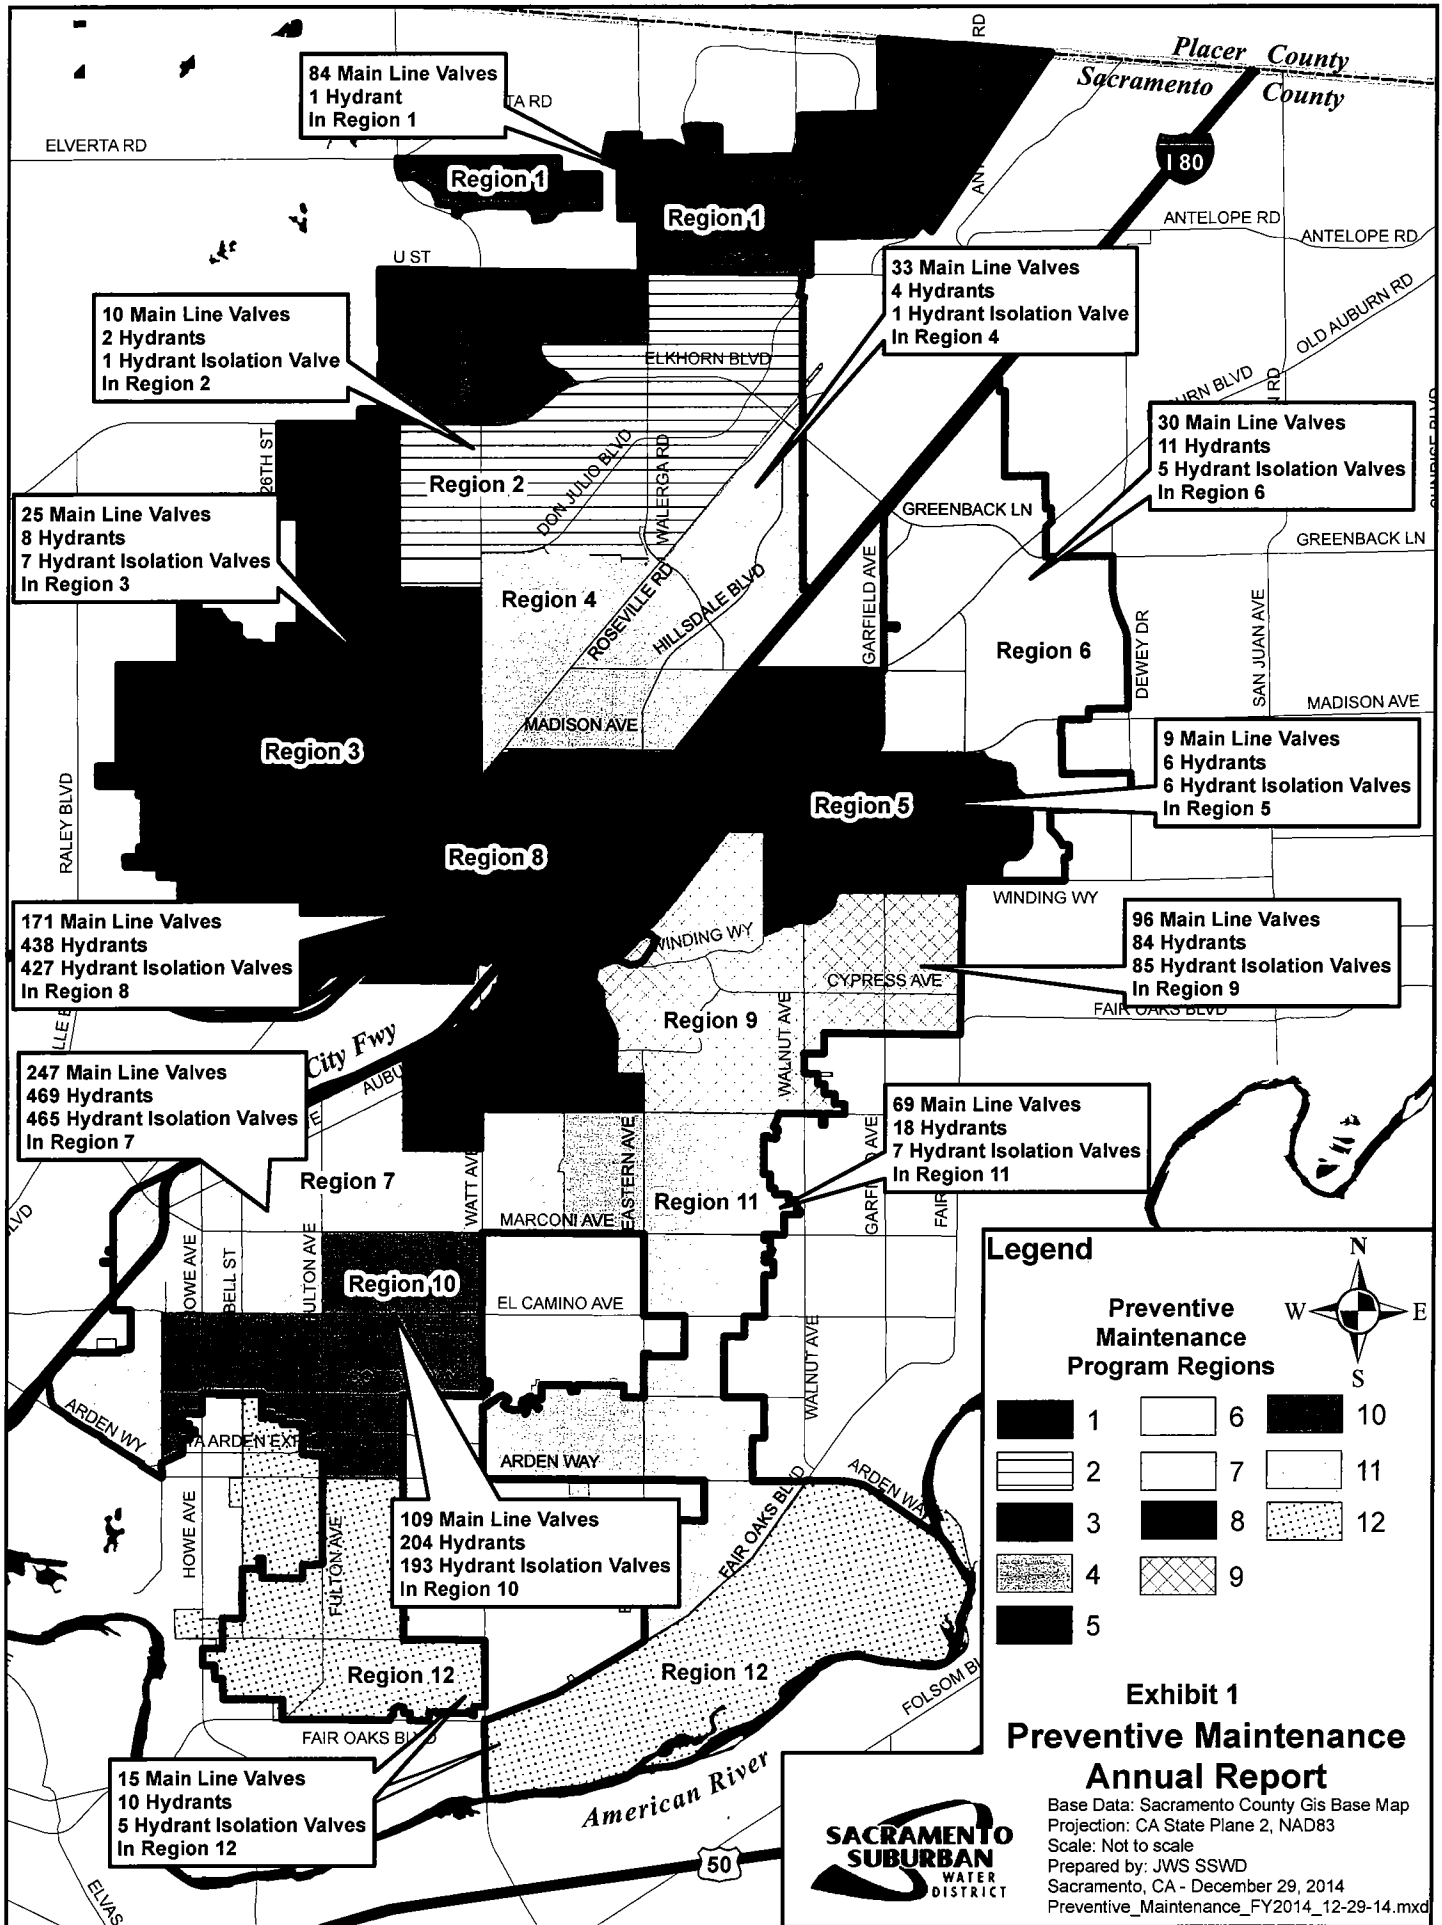 Placer County
Sacramento County
RD
84 Main Line Valves
1 Hydrant
In Region 1
TA RD
ELVERTA RD
I 80
Region 1
Region 1
ANTELOPE RD
ANTELOPE RD
U ST
33 Main Line Valves
4 Hydrants
1 Hydrant Isolation Valve
In Region 4
10 Main Line Valves
2 Hydrants
1 Hydrant Isolation Valve
In Region 2
OLD AUBURN RD
ELKHORN BLVD
URN BLVD
30 Main Line Valves
11 Hydrants
5 Hydrant Isolation Valves
In Region 6
26TH ST
Region 2
DON JULIO BLVD
WALERGA RD
25 Main Line Valves
8 Hydrants
7 Hydrant Isolation Valves
In Region 3
GREENBACK LN
GREENBACK LN
Region 4
ROSEVILLE RD
HILLSDALE BLVD
GARFIELD AVE
Region 6
DEWEY DR
SAN JUAN AVE
MADISON AVE
MADISON AVE
Region 3
9 Main Line Valves
6 Hydrants
6 Hydrant Isolation Valves
In Region 5
RALEY BLVD
Region 5
Region 8
WINDING WY
171 Main Line Valves
438 Hydrants
427 Hydrant Isolation Valves
In Region 8
96 Main Line Valves
84 Hydrants
85 Hydrant Isolation Valves
In Region 9
WINDING WY
CYPRESS AVE
FAIR OAKS BLVD
Region 9
WALNUT AVE
City Fwy
AUBU
247 Main Line Valves
469 Hydrants
465 Hydrant Isolation Valves
In Region 7
69 Main Line Valves
18 Hydrants
7 Hydrant Isolation Valves
In Region 11
Region 7
WATT AVE
EASTERN AVE
Region 11
MARCONI AVE
FAIR
Legend
N
W
E
S
BELL ST
Region 10
EL CAMINO AVE
WALNUT AVE
Preventive
Maintenance
Program Regions
1
6
10
2
7
11
3
8
12
4
9
5
ARDEN WY
ARDEN WAY
ARDEN WAY
HOWE AVE
FULTON AVE
109 Main Line Valves
204 Hydrants
193 Hydrant Isolation Valves
In Region 10
FAIR OAKS BLVD
Region 12
Region 12
FOLSOM BL
FAIR OAKS BLVD
15 Main Line Valves
10 Hydrants
5 Hydrant Isolation Valves
In Region 12
American River
50
ELVAS
Exhibit 1
Preventive Maintenance
Annual Report
SACRAMENTO
SUBURBAN
WATER
DISTRICT
Base Data: Sacramento County Gis Base Map
Projection: CA State Plane 2, NAD83
Scale: Not to scale
Prepared by: JWS SSWD
Sacramento, CA - December 29, 2014
Preventive_Maintenance_FY2014_12-29-14.mxd